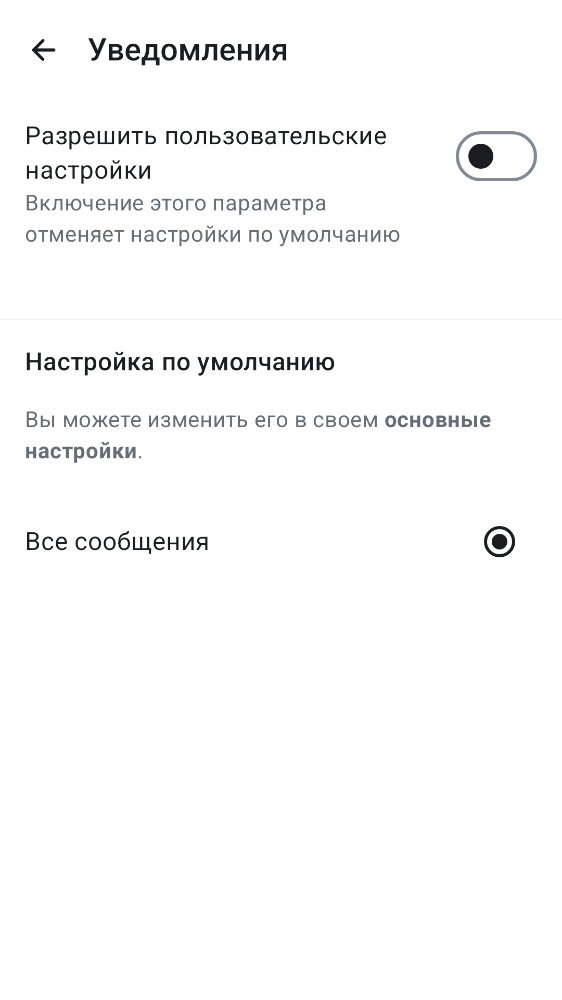 Уведомления
Разрешить пользовательские
настройки
Включение этого параметра
отменяет настройки по умолчанию
Настройка по умолчанию
Вы можете изменить его в своем основные
настройки.
Все сообщения